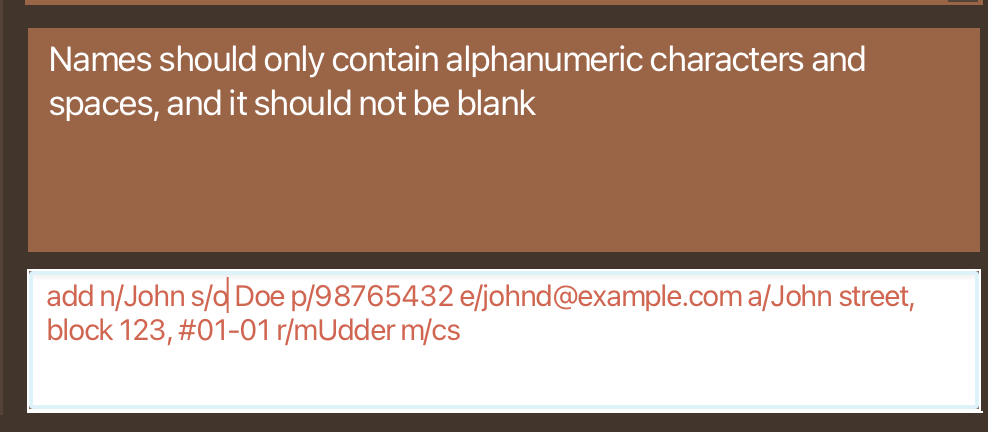 Names should only contain alphanumeric characters and
spaces, and it should not be blank
add n/John s/o Doe p/98765432 e/johnd@example.com a/John street,
block 123, #01-01 r/mUdder m/cs